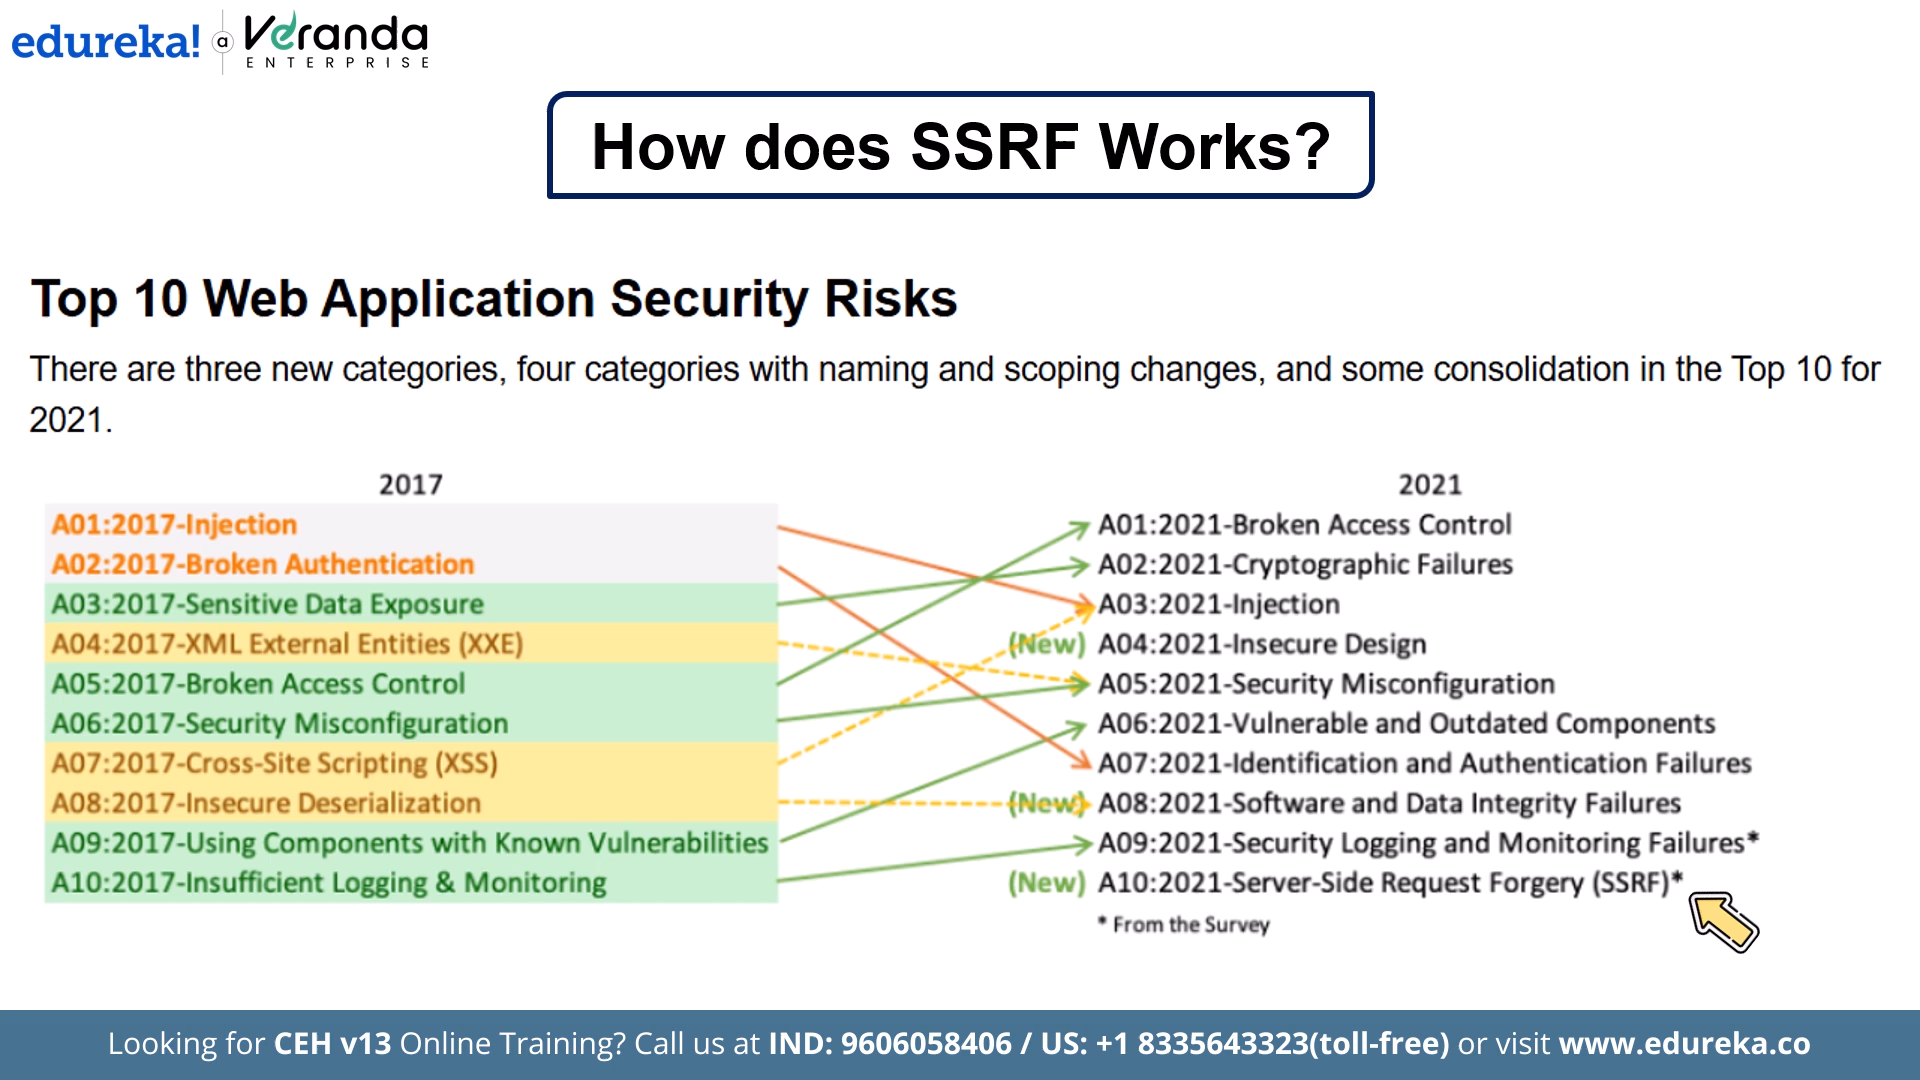 edureka! a Veranda
ENTERPRISE
How does SSRF Works?
Top 10 Web Application Security Risks
There are three new categories, four categories with naming and scoping changes, and some consolidation in the Top 10 for
2021.
2017
A01:2017-Injection
A02:2017-Broken Authentication
A03:2017-Sensitive Data Exposure
A04:2017-XML External Entities (XXE)
A05:2017-Broken Access Control
A06:2017-Security Misconfiguration
A07:2017-Cross-Site Scripting (XSS)
A08:2017-Insecure Deserialization
A09:2017-Using Components with Known Vulnerabilities
A10:2017-Insufficient Logging & Monitoring
2021
A01:2021-Broken Access Control
A02:2021-Cryptographic Failures
A03:2021-Injection
(New) A04:2021-Insecure Design
A05:2021-Security Misconfiguration
A06:2021-Vulnerable and Outdated Components
A07:2021-Identification and Authentication Failures
(New) A08:2021-Software and Data Integrity Failures
A09:2021-Security Logging and Monitoring Failures*
(New) A10:2021-Server-Side Request Forgery (SSRF)*
* From the Survey
Looking for CEH v13 Online Training? Call us at IND: 9606058406 / US: +1 8335643323(toll-free) or visit www.edureka.co